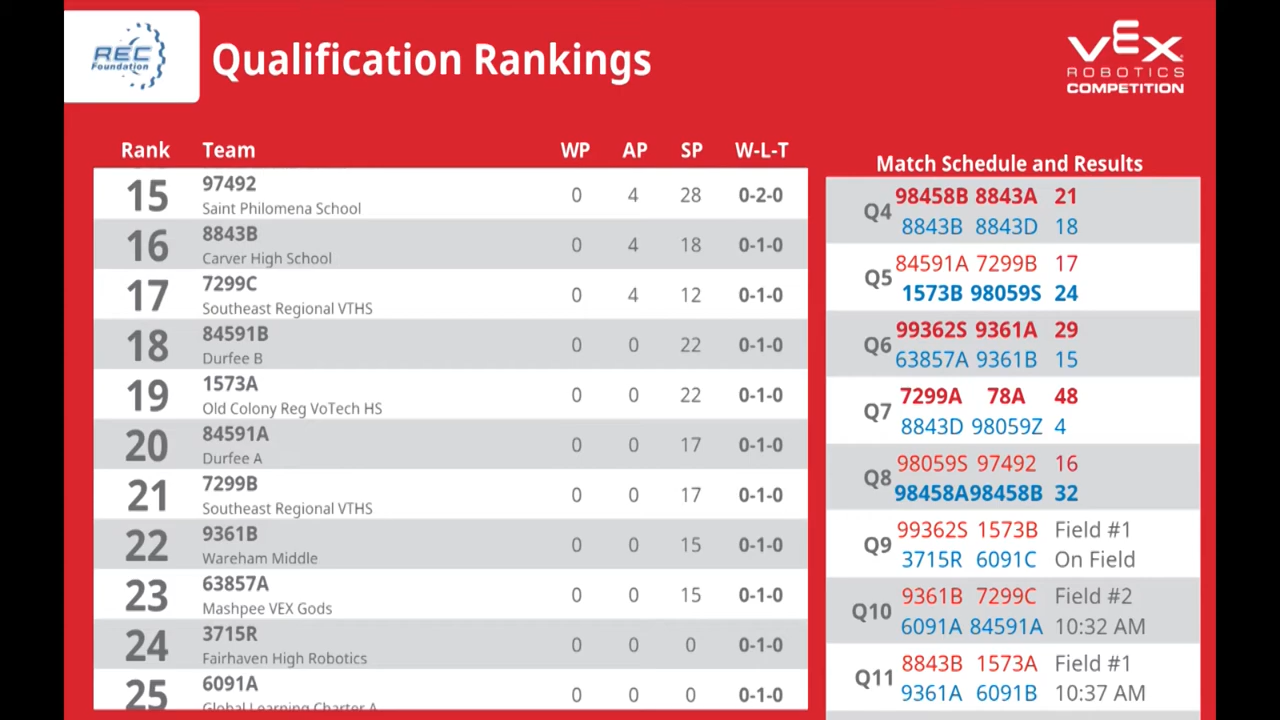 REC
Foundation
Qualification Rankings
VEX
ROBOTICS
COMPETITION
Rank Team WP AP SP W-L-T
15 97492 0 4 28 0-2-0
Saint Philomena School
16 8843B 0 4 18 0-1-0
Carver High School
17 7299C 0 4 12 0-1-0
Southeast Regional VTHS
18 84591B 0 0 22 0-1-0
Durfee B
19 1573A 0 0 22 0-1-0
Old Colony Reg VoTech HS
20 84591A 0 0 17 0-1-0
Durfee A
21 7299B 0 0 17 0-1-0
Southeast Regional VTHS
22 9361B 0 0 15 0-1-0
Wareham Middle
23 63857A 0 0 15 0-1-0
Mashpee VEX Gods
24 3715R 0 0 0 0-1-0
Fairhaven High Robotics
25 6091A 0 0 0 0-1-0
Global Learning Charter A
Match Schedule and Results
Q4 98458B 8843A 21
8843B 8843D 18
Q5 84591A 7299B 17
1573B 98059S 24
Q6 99362S 9361A 29
63857A 9361B 15
Q7 7299A 78A 48
8843D 98059Z 4
Q8 98059S 97492 16
98458A 98458B 32
Q9 99362S 1573B Field #1
3715R 6091C On Field
Q10 9361B 7299C Field #2
6091A 84591A 10:32 AM
Q11 8843B 1573A Field #1
9361A 6091B 10:37 AM